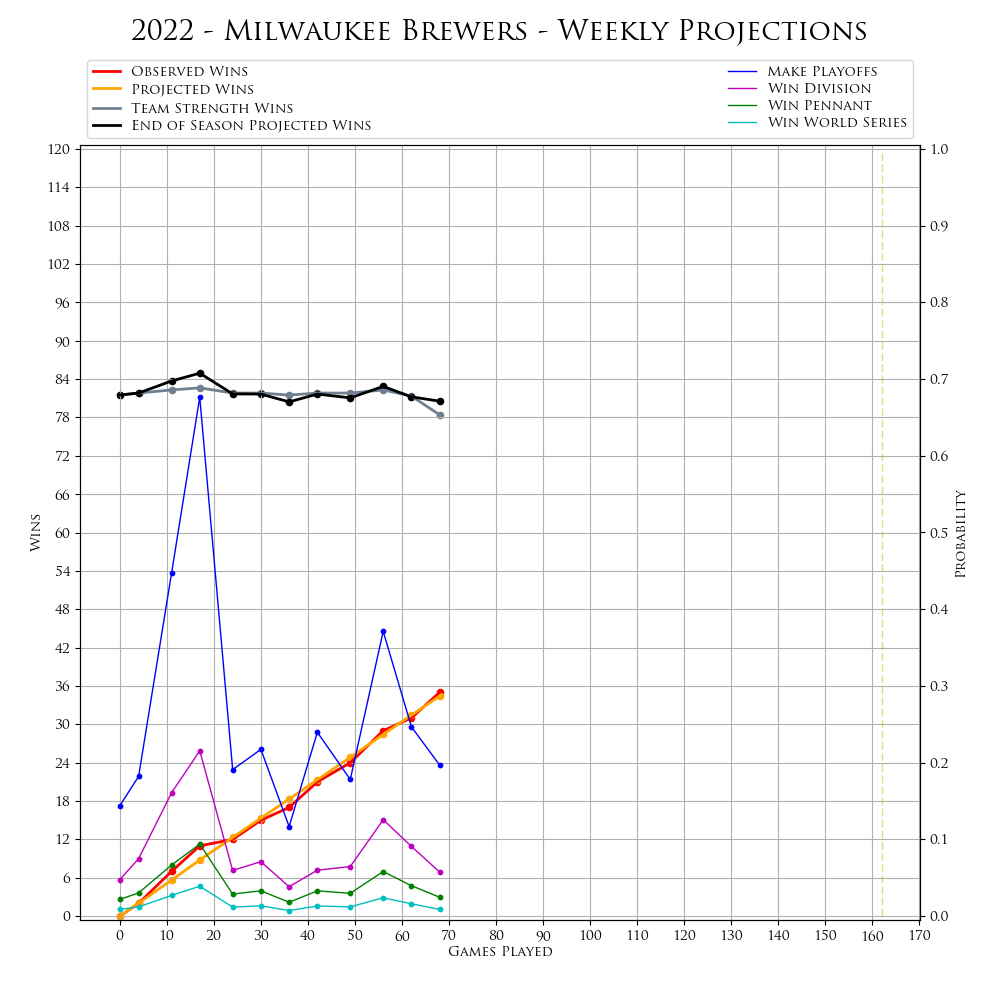 2022 - Milwaukee Brewers - Weekly Projections
Observed Wins
Projected Wins
Team Strength Wins
End of Season Projected Wins
Make Playoffs
Win Division
Win Pennant
Win World Series
120
114
108
102
96
90
84
78
72
66
60
54
48
42
36
30
24
18
12
6
0
Wins
1.0
0.9
0.8
0.7
0.6
0.5
0.4
0.3
0.2
0.1
0.0
Probability
0 10 20 30 40 50 60 70 80 90 100 110 120 130 140 150 160 170
Games Played